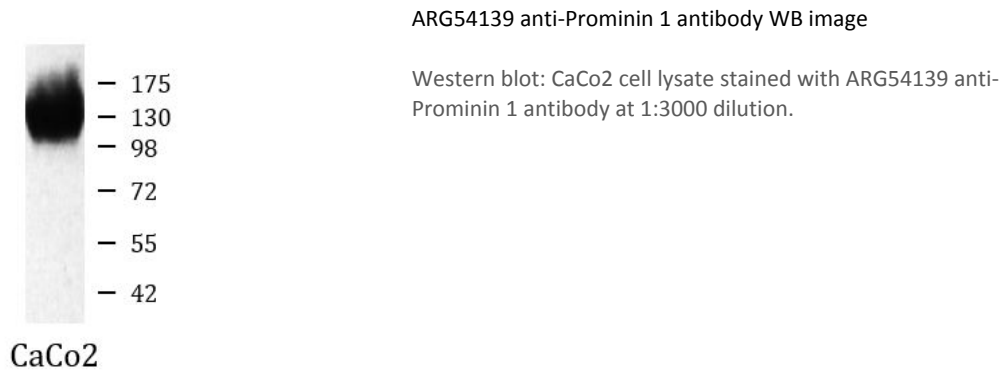 ARG54139 anti-Prominin 1 antibody WB image
Western blot: CaCo2 cell lysate stained with ARG54139 anti-
Prominin 1 antibody at 1:3000 dilution.
175
130
98
72
55
42
CaCo2